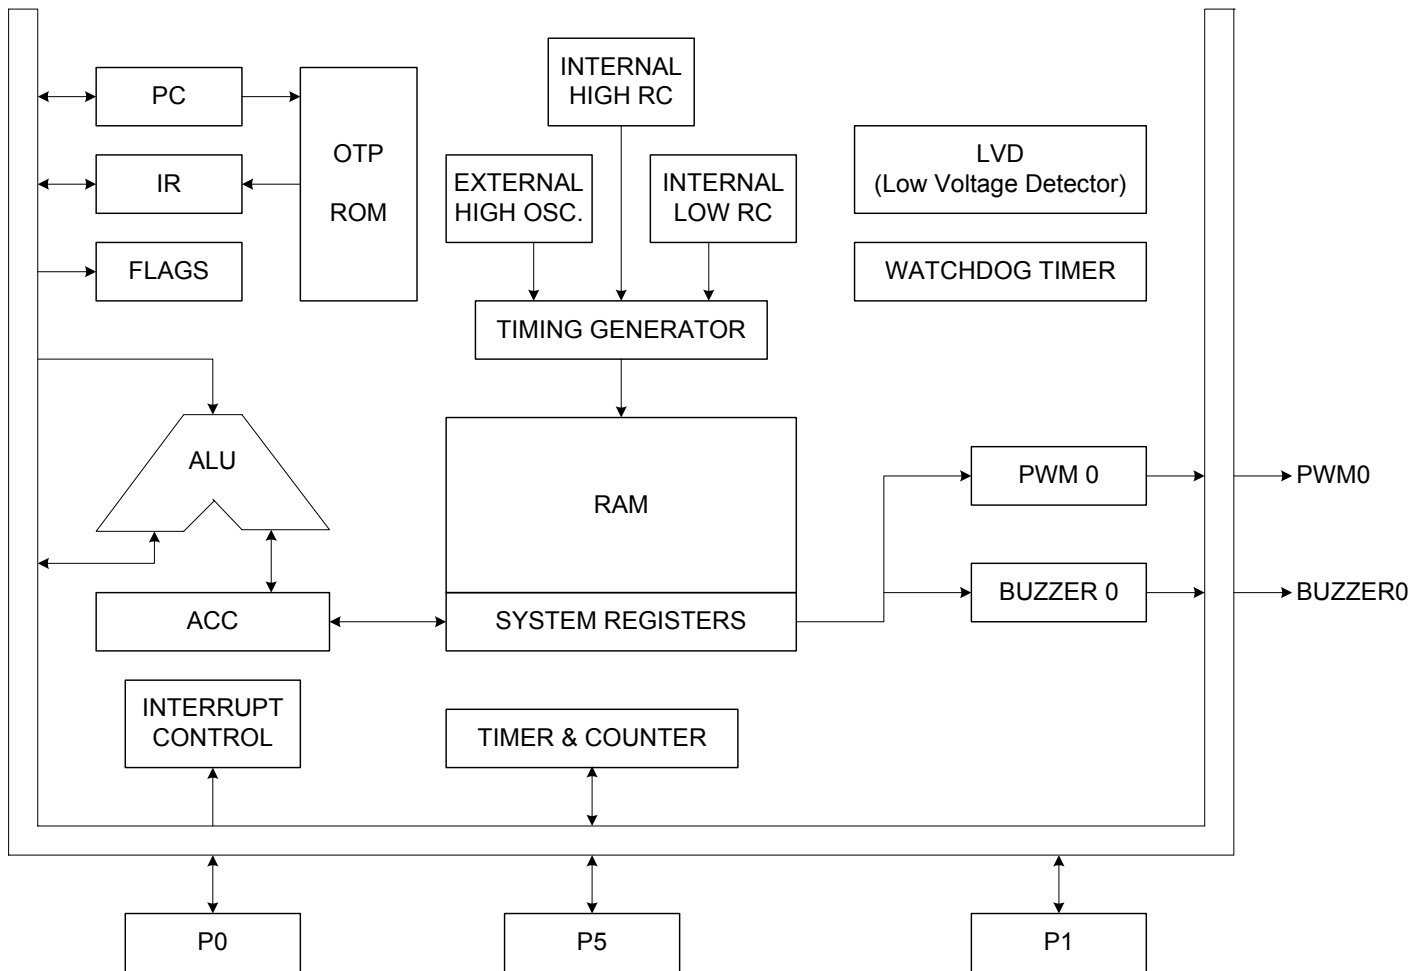 PC
IR
FLAGS
OTP
ROM
INTERNAL
HIGH RC
EXTERNAL
HIGH OSC.
INTERNAL
LOW RC
TIMING GENERATOR
LVD
(Low Voltage Detector)
WATCHDOG TIMER
ALU
RAM
PWM 0
PWM0
BUZZER 0
BUZZER0
ACC
SYSTEM REGISTERS
INTERRUPT
CONTROL
TIMER & COUNTER
P0
P5
P1